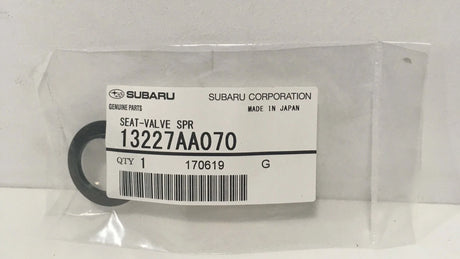 SUBARU SUBARU CORPORATION
GENUINE PARTS MADE IN JAPAN
SEAT-VALVE SPR
13227AA070
QTY 1 170619 G